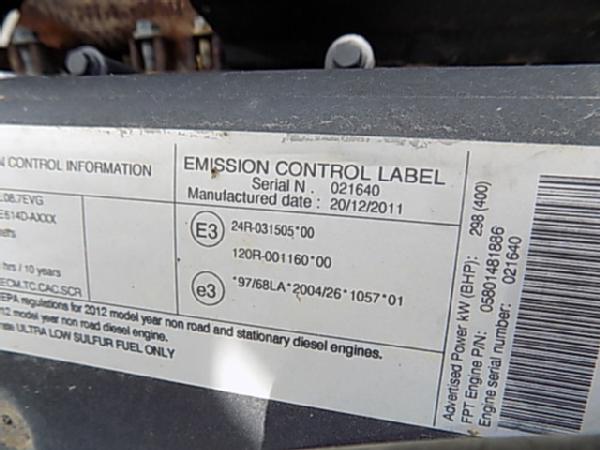 CONTROL INFORMATION
.08.7EVG
E614D-AXXX
hrs / 10 years
ECM.TC.CAC.SCR
EPA regulations for 2012 model year non road and stationary diesel engines.
2 model year non road diesel engine.
ULTRA LOW SULFUR FUEL ONLY
EMISSION CONTROL LABEL
Serial N . 021640
Manufactured date : 20/12/2011
E3 24R-031505*00
120R-001160*00
e3 *97/68LA*2004/26*1057*01
Advertised Power kW (BHP): 298 (400)
FPT Engine P/N: 05801481886
Engine serial number: 021640